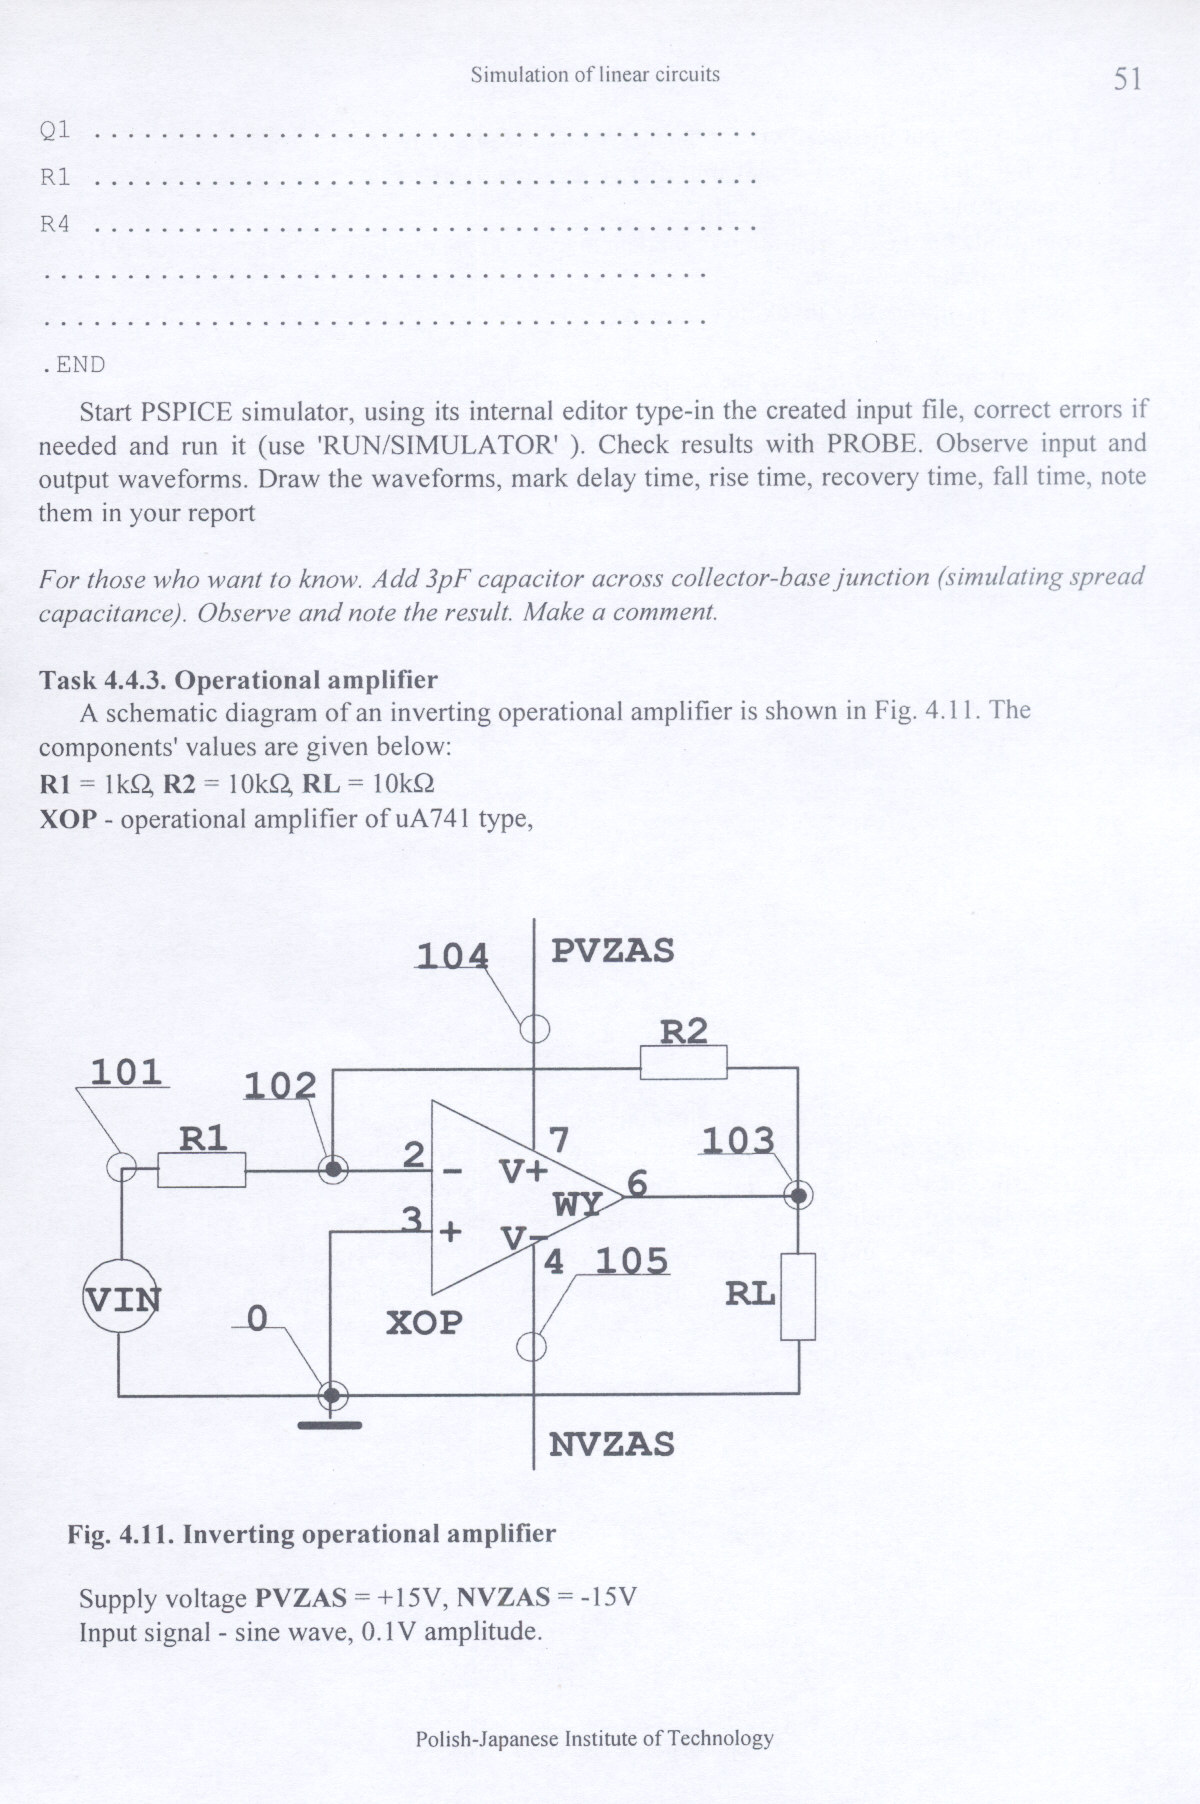 Simulation of linear circuits 51
Q1 ........................................
R1 ........................................
R4 ........................................
........................................
........................................
.END
Start PSPICE simulator, using its internal editor type-in the created input file, correct errors if
needed and run it (use 'RUN/SIMULATOR' ). Check results with PROBE. Observe input and
output waveforms. Draw the waveforms, mark delay time, rise time, recovery time, fall time, note
them in your report
For those who want to know. Add 3pF capacitor across collector-base junction (simulating spread
capacitance). Observe and note the result. Make a comment.
Task 4.4.3. Operational amplifier
A schematic diagram of an inverting operational amplifier is shown in Fig. 4.11. The
components' values are given below:
R1 = 1kΩ, R2 = 10kΩ, RL = 10kΩ
XOP - operational amplifier of uA741 type,
104 PVZAS
R2
101
102
R1
103
2
7
-
V+
6
WY
3
+
V-
4
105
VIN
RL
0
XOP
NVZAS
Fig. 4.11. Inverting operational amplifier
Supply voltage PVZAS = +15V, NVZAS = -15V
Input signal - sine wave, 0.1V amplitude.
Polish-Japanese Institute of Technology